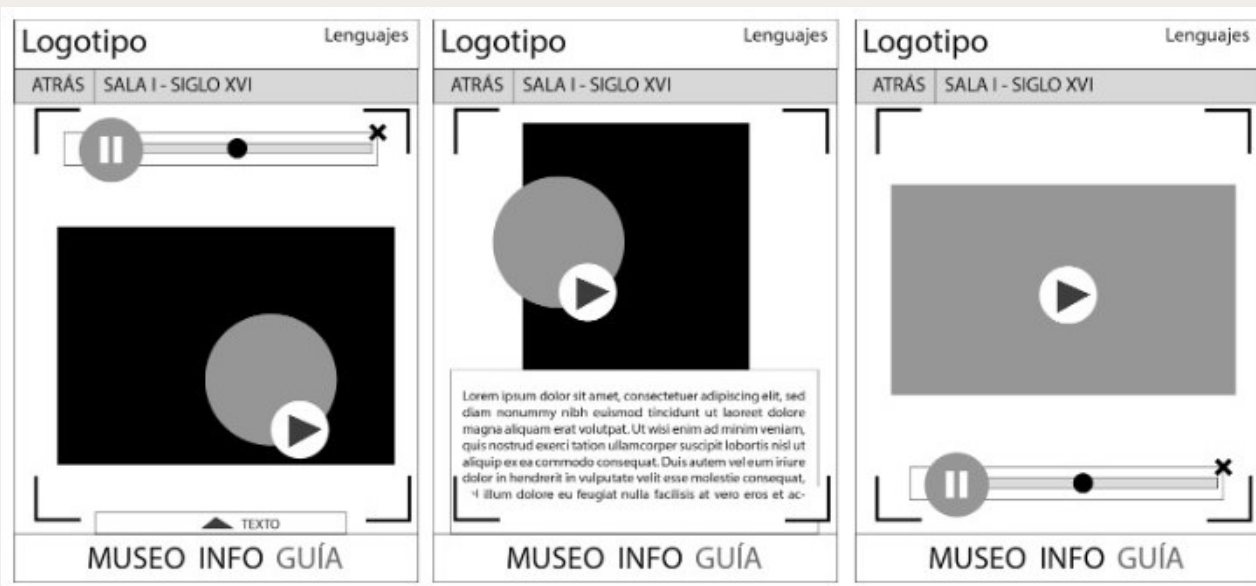 Logotipo
Lenguajes
ATRÁS
SALA I - SIGLO XVI
TEXTO
MUSEO INFO GUÍA
Logotipo
Lenguajes
ATRÁS
SALA I - SIGLO XVI
Lorem ipsum dolor sit amet, consectetuer adipiscing elit, sed
diam nonummy nibh euismod tincidunt ut laoreet dolore
magna aliquam erat volutpat. Ut wisi enim ad minim veniam,
quis nostrud exerci tation ullamcorper suscipit lobortis nisl ut
aliquip ex ea commodo consequat. Duis autem vel eum iriure
dolor in hendrerit in vulputate velit esse molestie consequat,
illum dolore eu feugiat nulla facilisis at vero eros et ac-
MUSEO INFO GUÍA
Logotipo
Lenguajes
ATRÁS
SALA I - SIGLO XVI
MUSEO INFO GUÍA